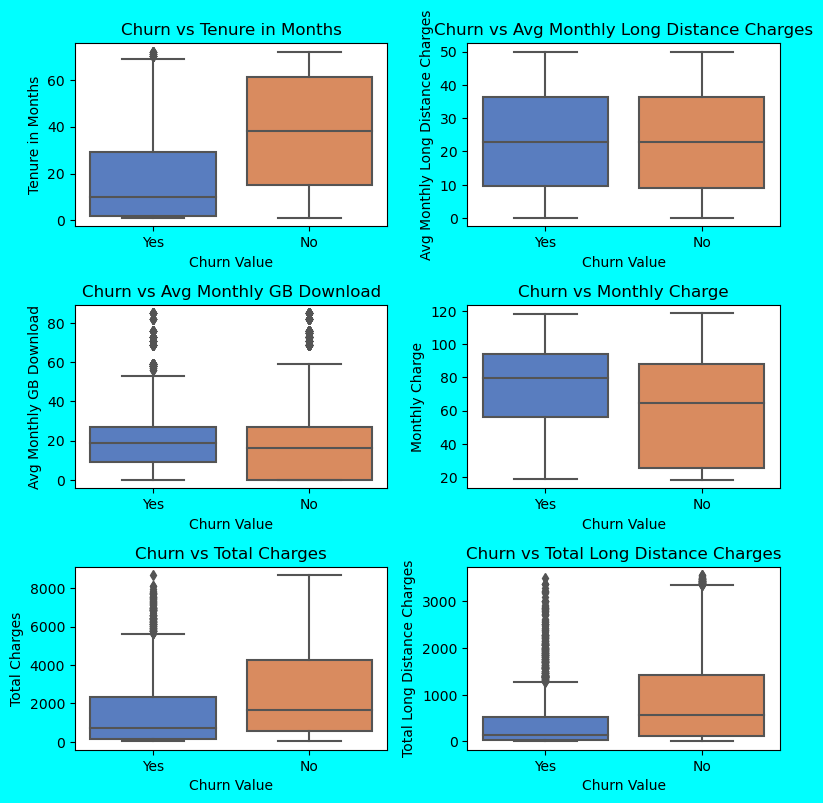 Churn vs Tenure in Months
Tenure in Months
60
40
20
0
Yes
No
Churn Value
Churn vs Avg Monthly Long Distance Charges
Avg Monthly Long Distance Charges
50
40
30
20
10
0
Yes
No
Churn Value
Churn vs Avg Monthly GB Download
Avg Monthly GB Download
80
60
40
20
0
Yes
No
Churn Value
Churn vs Monthly Charge
Monthly Charge
120
100
80
60
40
20
Yes
No
Churn Value
Churn vs Total Charges
Total Charges
8000
6000
4000
2000
0
Yes
No
Churn Value
Churn vs Total Long Distance Charges
Total Long Distance Charges
3000
2000
1000
0
Yes
No
Churn Value